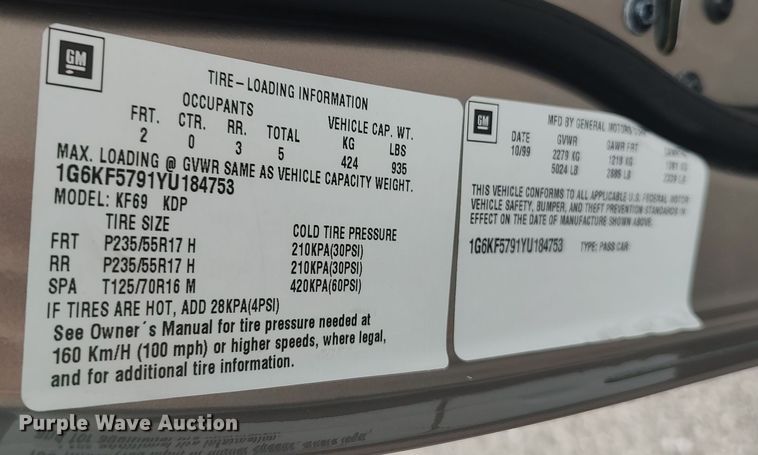 GM
TIRE-LOADING INFORMATION
OCCUPANTS VEHICLE CAP. WT.
FRT. CTR. RR. TOTAL KG LBS
2 0 3 5 424 935
MAX. LOADING @ GVWR SAME AS VEHICLE CAPACITY WEIGHT.
1G6KF5791YU184753
MODEL: KF69 KDP
TIRE SIZE COLD TIRE PRESSURE
FRT P235/55R17 H 210KPA(30PSI)
RR P235/55R17 H 210KPA(30PSI)
SPA T125/70R16 M 420KPA(60PSI)
IF TIRES ARE HOT, ADD 28KPA(4PSI)
See Owner´s Manual for tire pressure needed at
160 Km/H (100 mph) or higher speeds, where legal,
and for additional tire information.
GM
MFD BY GENERAL MOTORS
DATE GVWR GAWR FRT
10/99 2279 KG 1219 KG
5024 LB
THIS VEHICLE CONFORMS TO ALL APPLICABLE U.S. FEDERAL MOTOR
VEHICLE SAFETY, BUMPER, AND THEFT PREVENTION STANDARDS IN
EFFECT ON THE DATE OF MANUFACTURE SHOWN ABOVE.
1G6KF5791YU184753 TYPE: PASS CAR
Purple Wave Auction